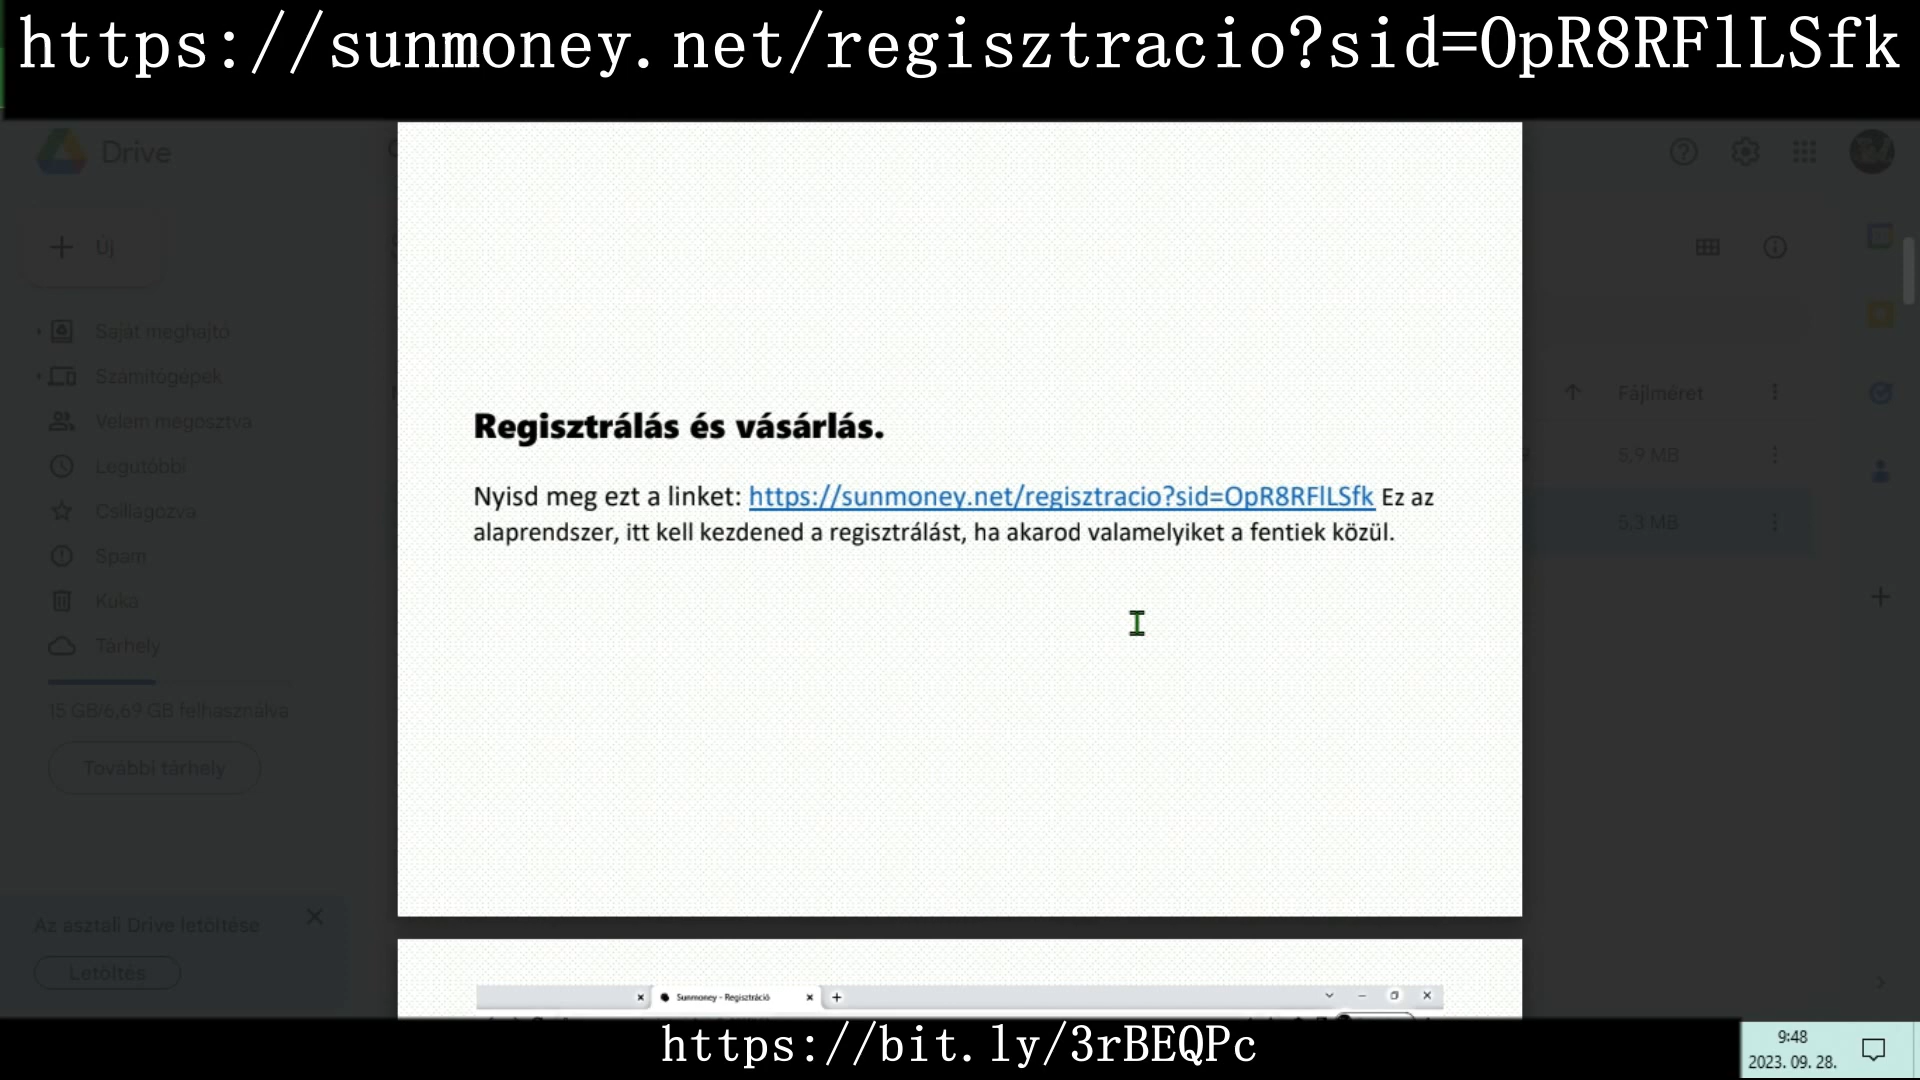 https://sunmoney.net/regisztracio?sid=OpR8RFlLSfk
Drive
Új
Saját meghajtó
Számítógépek
Velem megosztva
Legutóbbi
Csillagozva
Spam
Kuka
Tárhely
15 GB/6,69 GB felhasználva
További tárhely
Az asztali Drive letöltése
Letöltés
Regisztrálás és vásárlás.
Nyisd meg ezt a linket: https://sunmoney.net/regisztracio?sid=OpR8RFlLSfk Ez az
alaprendszer, itt kell kezdened a regisztrálást, ha akarod valamelyiket a fentiek közül.
Sunmoney - Regisztráció
Fájlméret
5,9 MB
5,3 MB
https://bit.ly/3rBEQPc
9:48
2023. 09. 28.